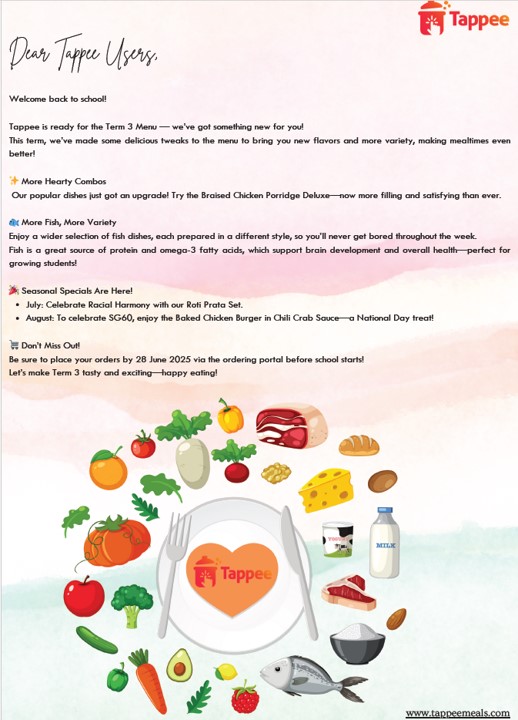 Tappee
Dear Tappee Users,
Welcome back to school!
Tappee is ready for the Term 3 Menu — we've got something new for you!
This term, we've made some delicious tweaks to the menu to bring you new flavors and more variety, making mealtimes even
better!
✨ More Hearty Combos
Our popular dishes just got an upgrade! Try the Braised Chicken Porridge Deluxe—now more filling and satisfying than ever.
🐟 More Fish, More Variety
Enjoy a wider selection of fish dishes, each prepared in a different style, so you'll never get bored throughout the week.
Fish is a great source of protein and omega-3 fatty acids, which support brain development and overall health—perfect for
growing students!
🎉 Seasonal Specials Are Here!
• July: Celebrate Racial Harmony with our Roti Prata Set.
• August: To celebrate SG60, enjoy the Baked Chicken Burger in Chili Crab Sauce—a National Day treat!
🛒 Don't Miss Out!
Be sure to place your orders by 28 June 2025 via the ordering portal before school starts!
Let's make Term 3 tasty and exciting—happy eating!
MILK
Tappee
www.tappeemeals.com